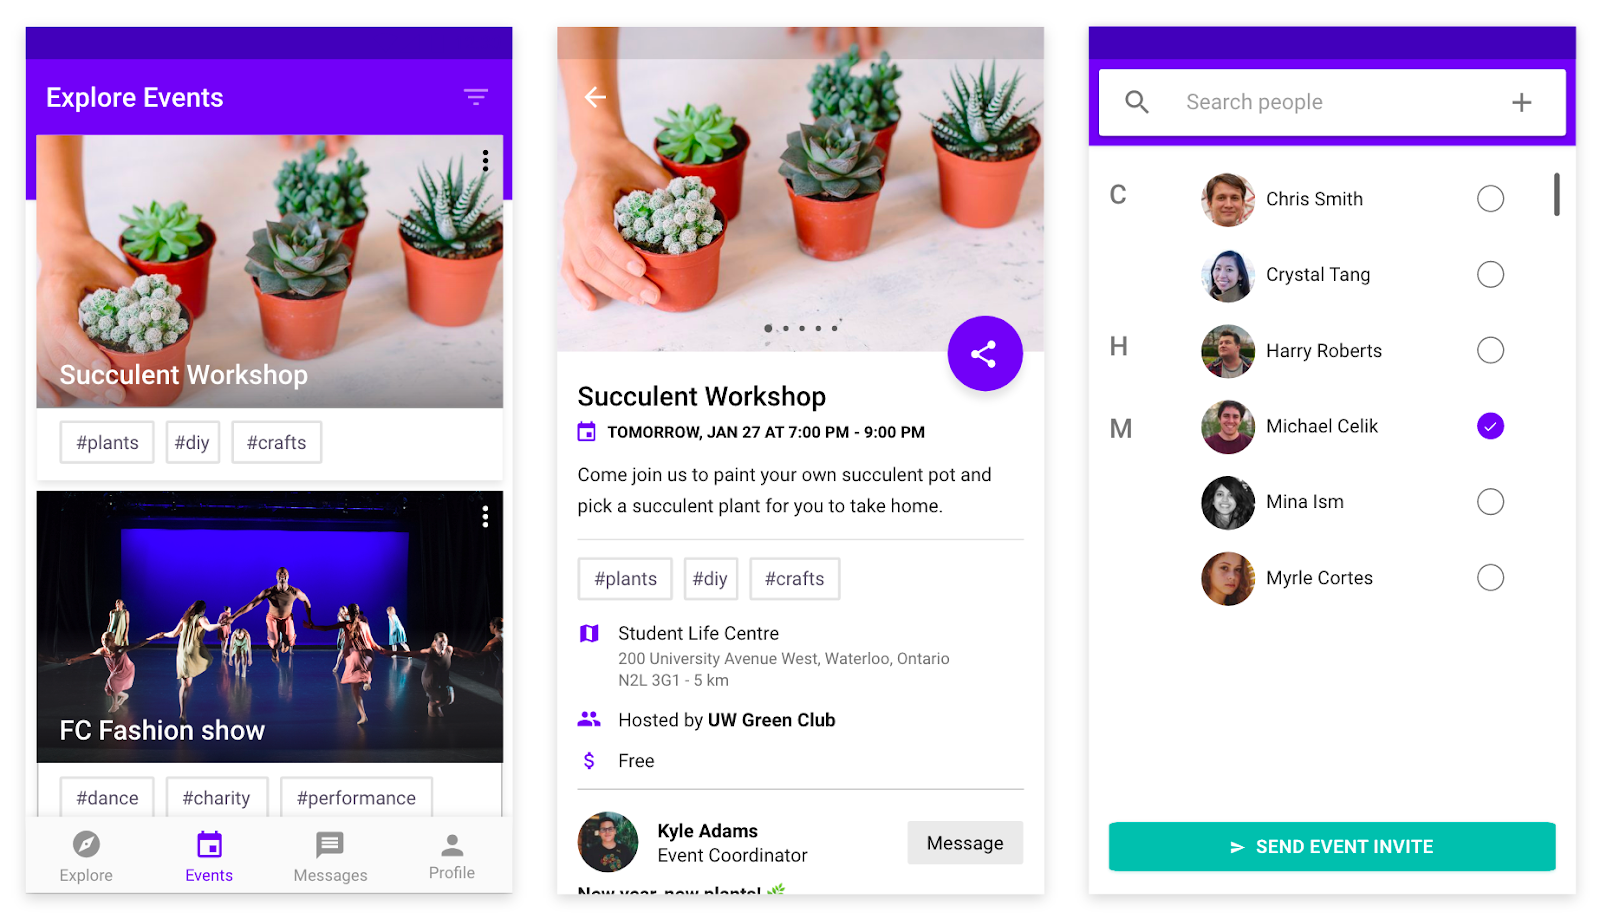 Explore Events
Succulent Workshop
#plants #diy #crafts
FC Fashion show
#dance #charity #performance
Explore Events Messages Profile
Succulent Workshop
TOMORROW, JAN 27 AT 7:00 PM - 9:00 PM
Come join us to paint your own succulent pot and
pick a succulent plant for you to take home.
#plants #diy #crafts
Student Life Centre
200 University Avenue West, Waterloo, Ontario
N2L 3G1 - 5 km
Hosted by UW Green Club
$ Free
Kyle Adams
Event Coordinator
Message
New year, new plants! 🌿
Search people
C
Chris Smith
Crystal Tang
H
Harry Roberts
M
Michael Celik
Mina Ism
Myrle Cortes
SEND EVENT INVITE